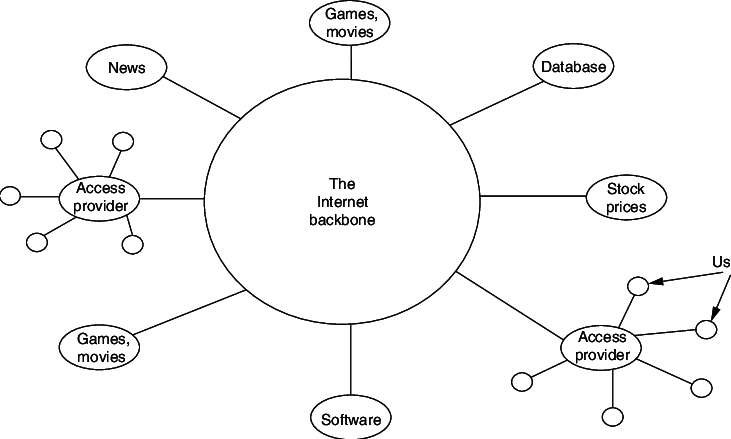 Games,
movies
News
Database
The
Internet
backbone
Access
provider
Stock
prices
Us
Games,
movies
Access
provider
Software